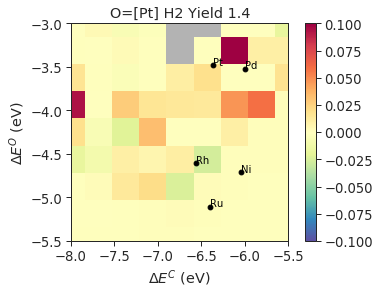 O=[Pt] H2 Yield 1.4
−3.0
−3.5
−4.0
−4.5
−5.0
−5.5
ΔE^O (eV)
Pt
Pd
Rh
Ni
Ru
−8.0 −7.5 −7.0 −6.5 −6.0 −5.5
ΔE^C (eV)
0.100
0.075
0.050
0.025
0.000
−0.025
−0.050
−0.075
−0.100